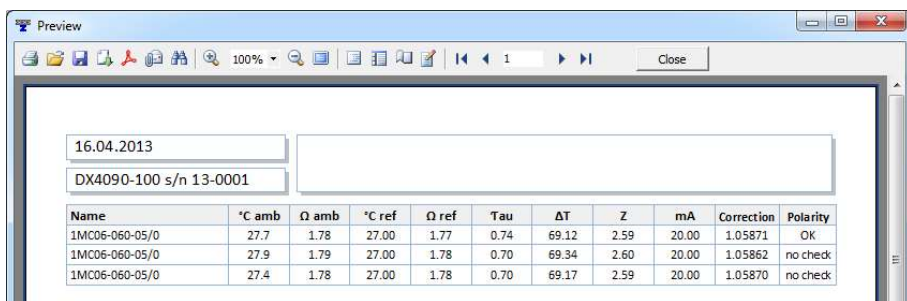 Preview
100% 1 Close
16.04.2013
DX4090-100 s/n 13-0001
Name °C amb Ω amb °C ref Ω ref Tau ΔT Z mA Correction Polarity
1MC06-060-05/0 27.7 1.78 27.00 1.77 0.74 69.12 2.59 20.00 1.05871 OK
1MC06-060-05/0 27.9 1.79 27.00 1.78 0.70 69.34 2.60 20.00 1.05862 no check
1MC06-060-05/0 27.4 1.78 27.00 1.78 0.70 69.17 2.59 20.00 1.05870 no check